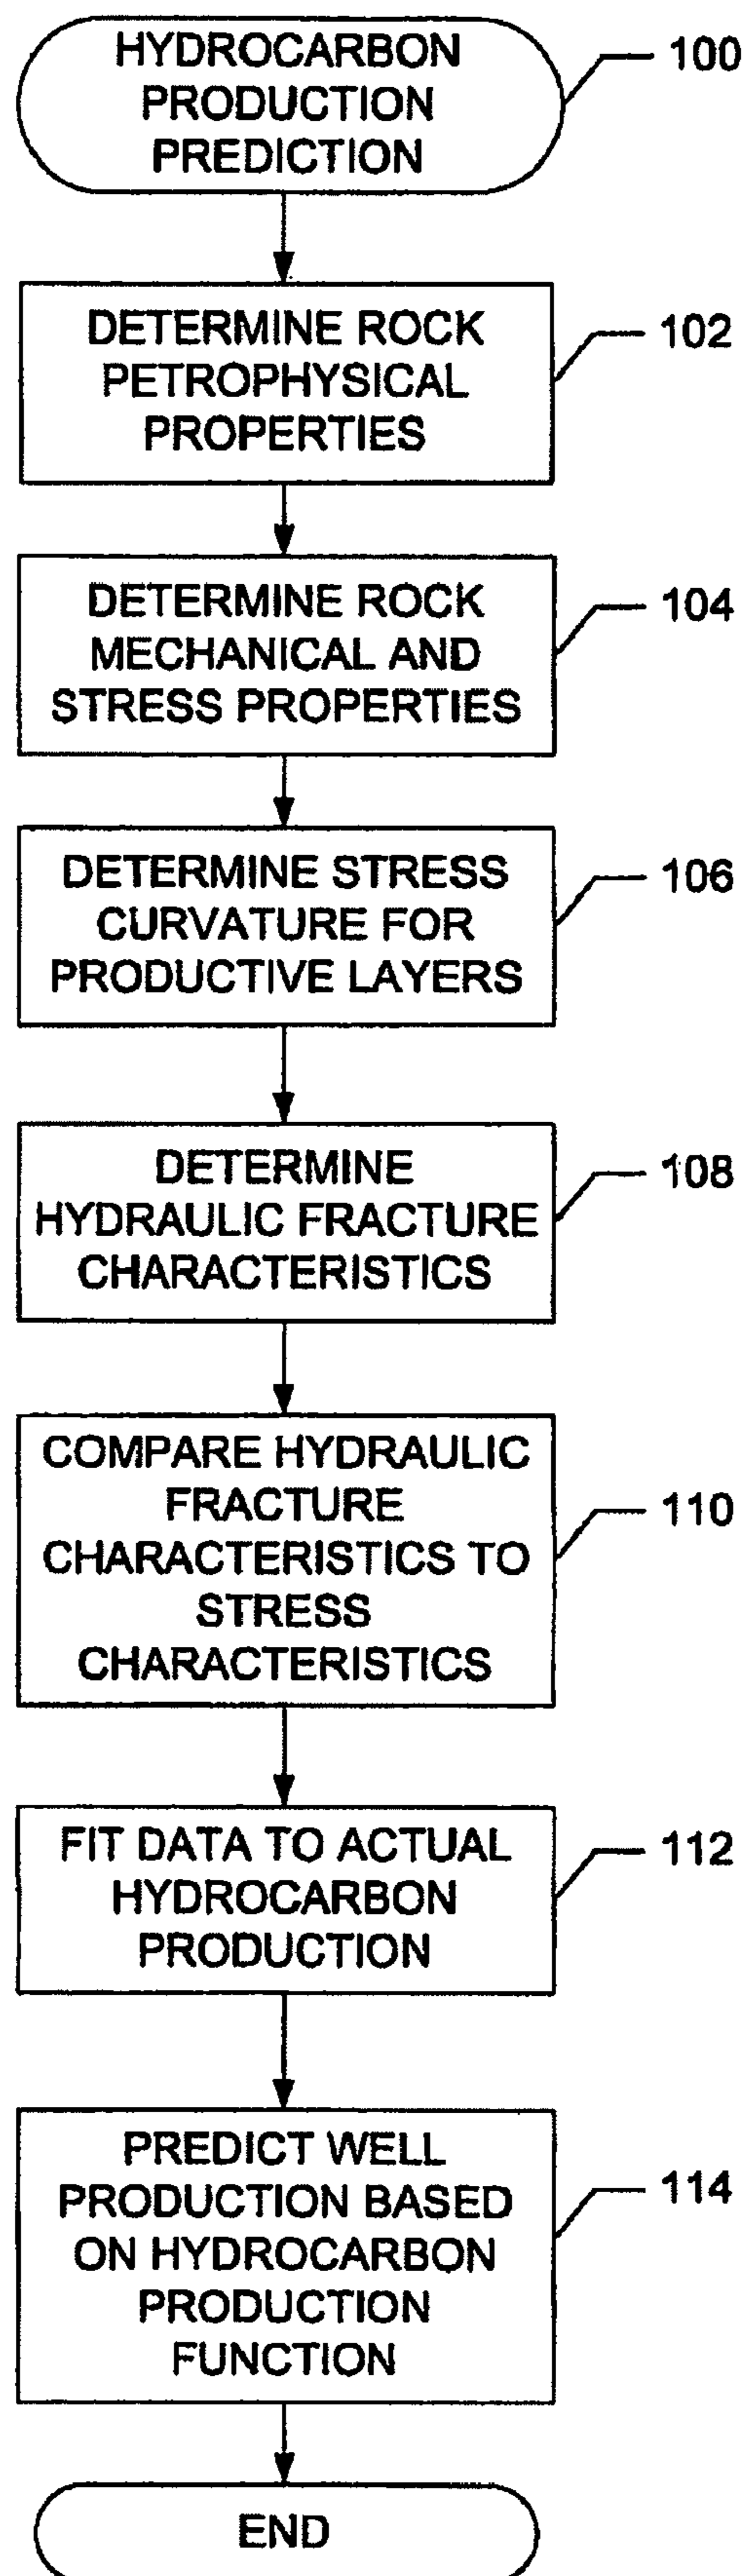 HYDROCARBON
PRODUCTION
PREDICTION
100
DETERMINE ROCK
PETROPHYSICAL
PROPERTIES
102
DETERMINE ROCK
MECHANICAL AND
STRESS PROPERTIES
104
DETERMINE STRESS
CURVATURE FOR
PRODUCTIVE LAYERS
106
DETERMINE
HYDRAULIC FRACTURE
CHARACTERISTICS
108
COMPARE HYDRAULIC
FRACTURE
CHARACTERISTICS TO
STRESS
CHARACTERISTICS
110
FIT DATA TO ACTUAL
HYDROCARBON
PRODUCTION
112
PREDICT WELL
PRODUCTION BASED
ON HYDROCARBON
PRODUCTION
FUNCTION
114
END